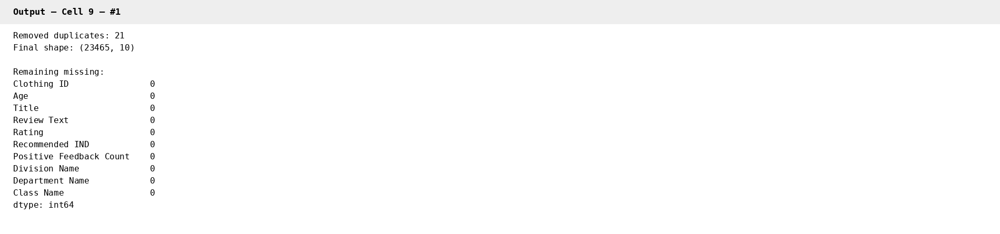 Output — Cell 9 — #1
Removed duplicates: 21
Final shape: (23465, 10)
Remaining missing:
Clothing ID                0
Age                        0
Title                      0
Review Text                0
Rating                     0
Recommended IND            0
Positive Feedback Count    0
Division Name              0
Department Name            0
Class Name                 0
dtype: int64